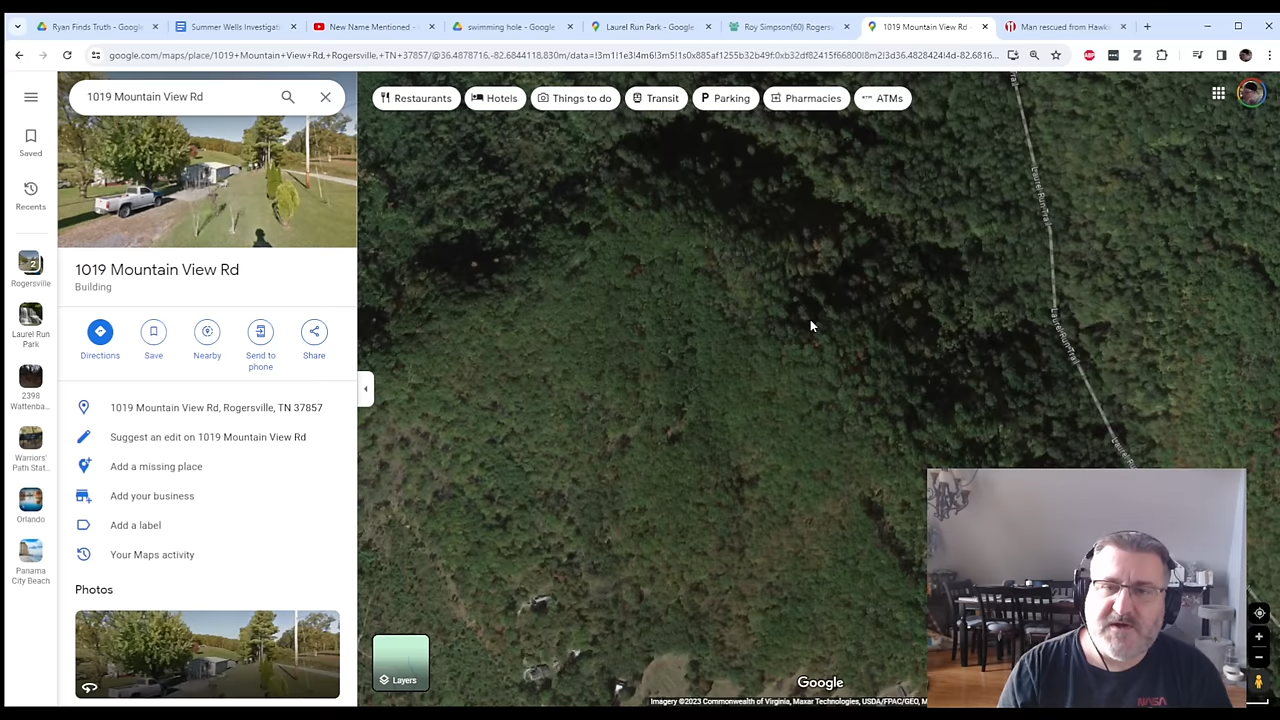 Ryan Finds Truth - Goog
Summer Wells Investigat
New Name Mentioned -
swimming hole - Google
Laurel Run Park - Google
Roy Simpson(60) Rogers
1019 Mountain View Rd
Man rescued from Hawk
google.com/maps/place/1019+Mountain+View+Rd,+Rogersville,+TN+37857/@36.4878716,-82.6844118,830m/data=!3m1!1e3!4m6!3m5!1s0x885af1255b32b49f:0xb32df82415f66800!8m2!3d36.4828424!4d-82.6816...
1019 Mountain View Rd
Restaurants
Hotels
Things to do
Transit
Parking
Pharmacies
ATMs
Saved
Recents
2
Rogersville
Laurel Run
Park
2398
Wattenba...
Warriors'
Path Stat...
Orlando
Panama
City Beach
1019 Mountain View Rd
Building
Directions
Save
Nearby
Send to
phone
Share
1019 Mountain View Rd, Rogersville, TN 37857
Suggest an edit on 1019 Mountain View Rd
Add a missing place
Add your business
Add a label
Your Maps activity
Photos
Laurel Run Trail
Laurel Run Trail
Layers
Google
Imagery ©2023 Commonwealth of Virginia, Maxar Technologies, USDA/FPAC/GEO,
NASA